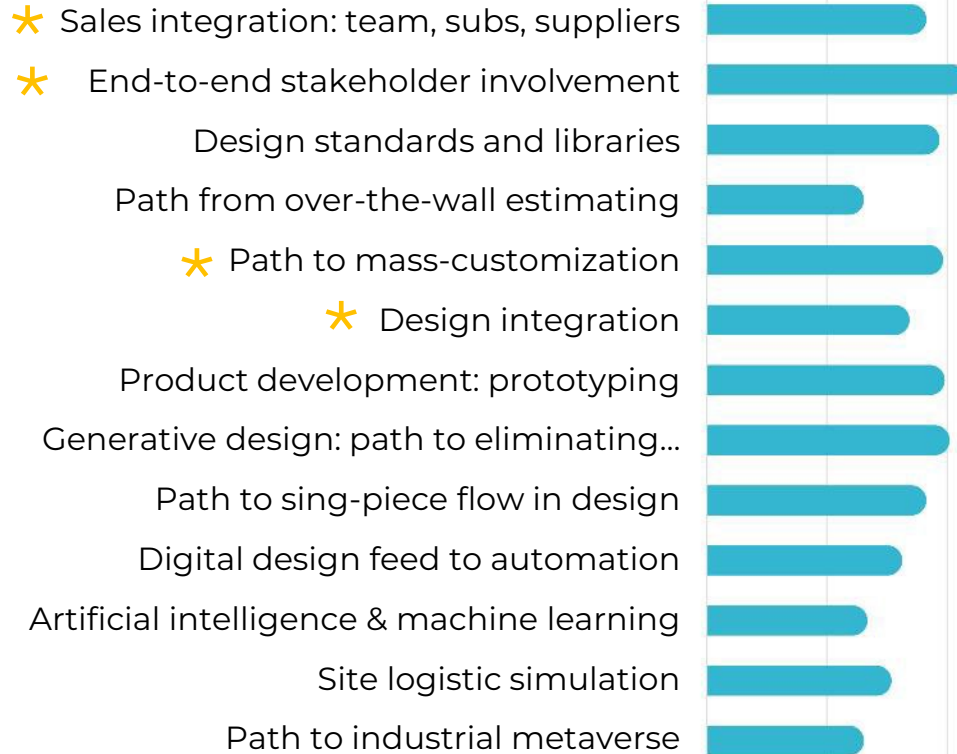 Sales integration: team, subs, suppliers
End-to-end stakeholder involvement
Design standards and libraries
Path from over-the-wall estimating
Path to mass-customization
Design integration
Product development: prototyping
Generative design: path to eliminating...
Path to sing-piece flow in design
Digital design feed to automation
Artificial intelligence & machine learning
Site logistic simulation
Path to industrial metaverse